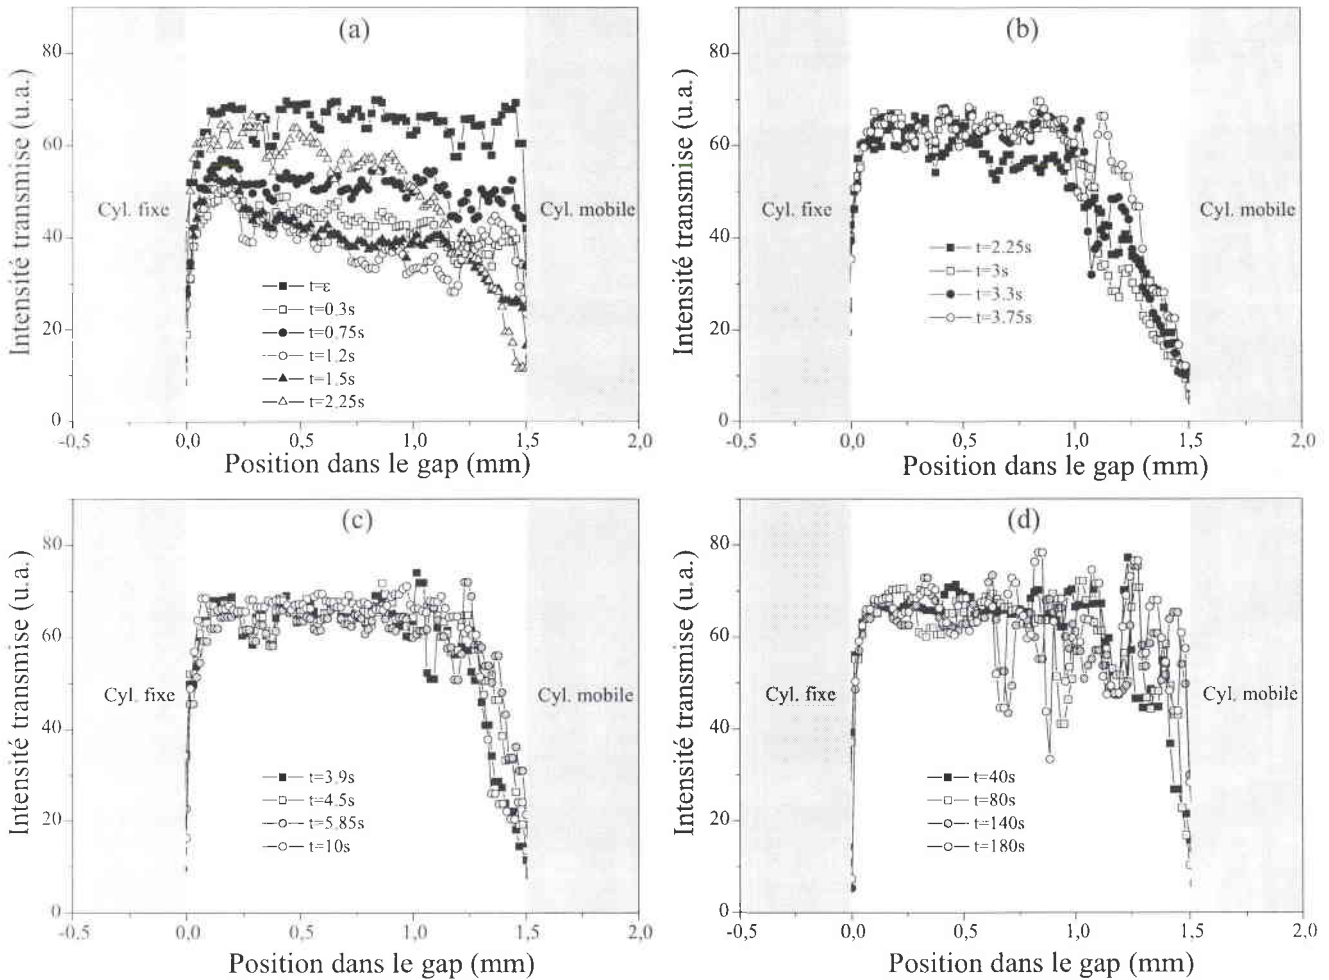 (a)
Intensité transmise (u.a.)
80
60
40
20
0
Cyl. fixe
Cyl. mobile
t=ε
t=0.3s
t=0.75s
t=1.2s
t=1.5s
t=2.25s
-0,5
0,0
0,5
1,0
1,5
2,0
Position dans le gap (mm)
(b)
Intensité transmise (u.a.)
80
60
40
20
0
Cyl. fixe
Cyl. mobile
t=2.25s
t=3s
t=3.3s
t=3.75s
-0,5
0,0
0,5
1,0
1,5
2,0
Position dans le gap (mm)
(c)
Intensité transmise (u.a.)
80
60
40
20
0
Cyl. fixe
Cyl. mobile
t=3.9s
t=4.5s
t=5.85s
t=10s
-0,5
0,0
0,5
1,0
1,5
2,0
Position dans le gap (mm)
(d)
Intensité transmise (u.a.)
80
60
40
20
0
Cyl. fixe
Cyl. mobile
t=40s
t=80s
t=140s
t=180s
-0,5
0,0
0,5
1,0
1,5
2,0
Position dans le gap (mm)